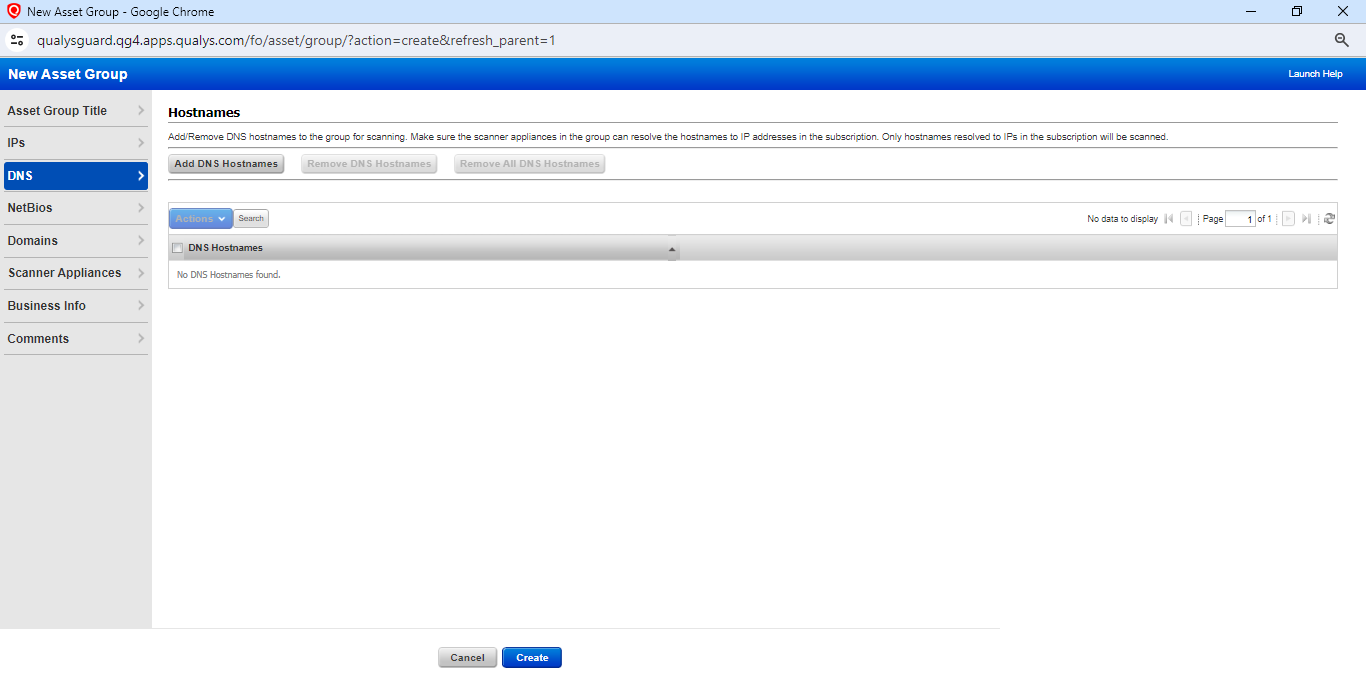 New Asset Group - Google Chrome
qualysguard.qg4.apps.qualys.com/fo/asset/group/?action=create&refresh_parent=1
New Asset Group
Launch Help
Asset Group Title
IPs
DNS
NetBios
Domains
Scanner Appliances
Business Info
Comments
Hostnames
Add/Remove DNS hostnames to the group for scanning. Make sure the scanner appliances in the group can resolve the hostnames to IP addresses in the subscription. Only hostnames resolved to IPs in the subscription will be scanned.
Add DNS Hostnames Remove DNS Hostnames Remove All DNS Hostnames
Actions Search No data to display Page 1 of 1
DNS Hostnames
No DNS Hostnames found.
Cancel Create